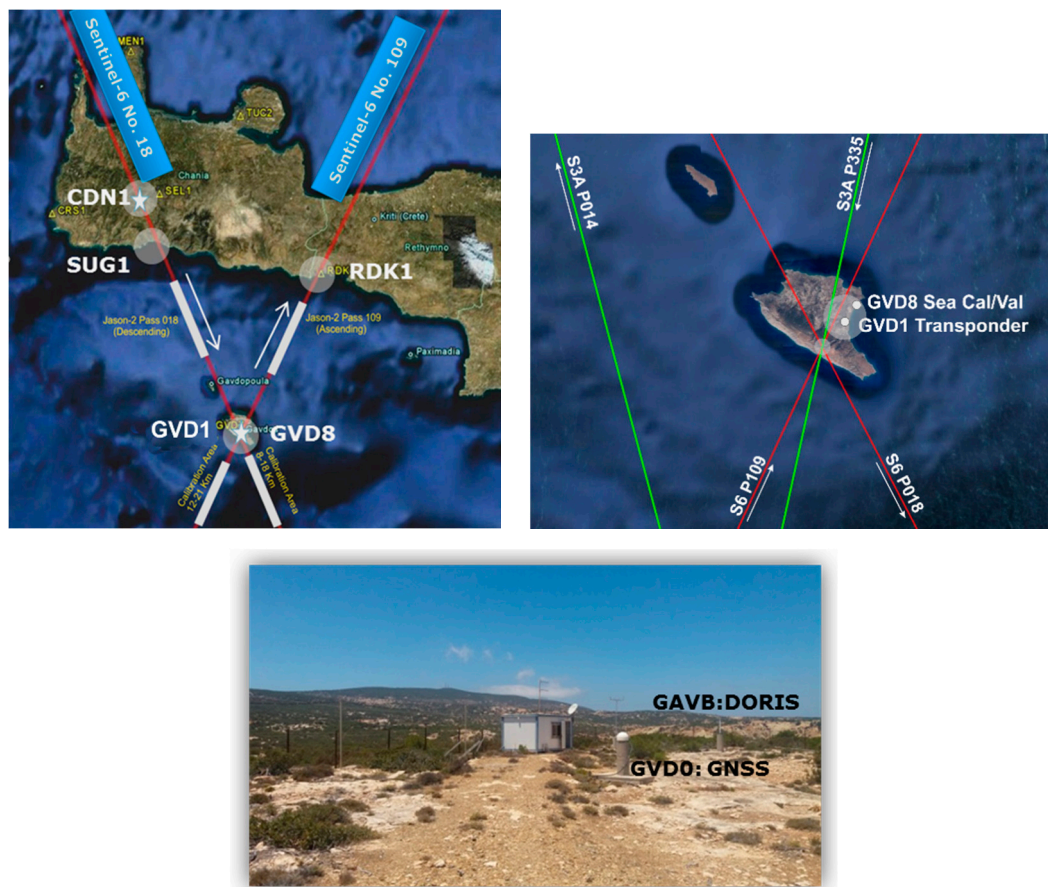 Sentinel-6 No. 18
Sentinel-6 No. 109
MEN1
TUC2
Chania
CDN1
SEL1
CRS1
Kriti (Crete)
Rethymno
SUG1
RDK1
RDK
Jason-2 Pass 018
(Descending)
Jason-2 Pass 109
(Ascending)
Paximadia
Gavdopoula
GVD1
GVD8
Calibration Area
12-21 Km
Calibration Area
8-18 Km
S3A P014
S3A P335
GVD8 Sea Cal/Val
GVD1 Transponder
S6 P109
S6 P018
GAVB:DORIS
GVD0: GNSS